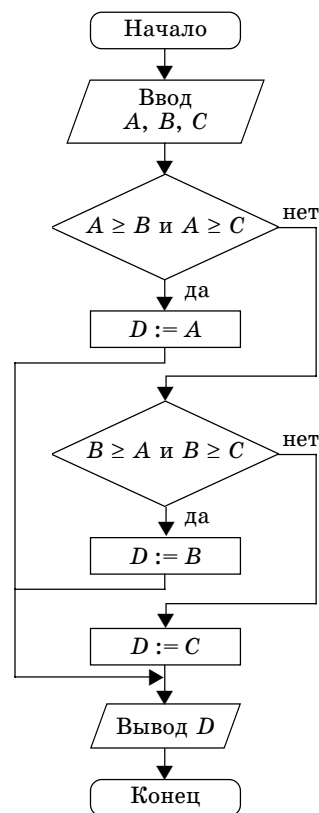 Начало
Ввод
A, B, C
A ≥ B и A ≥ C
нет
да
D := A
B ≥ A и B ≥ C
нет
да
D := B
D := C
Вывод D
Конец